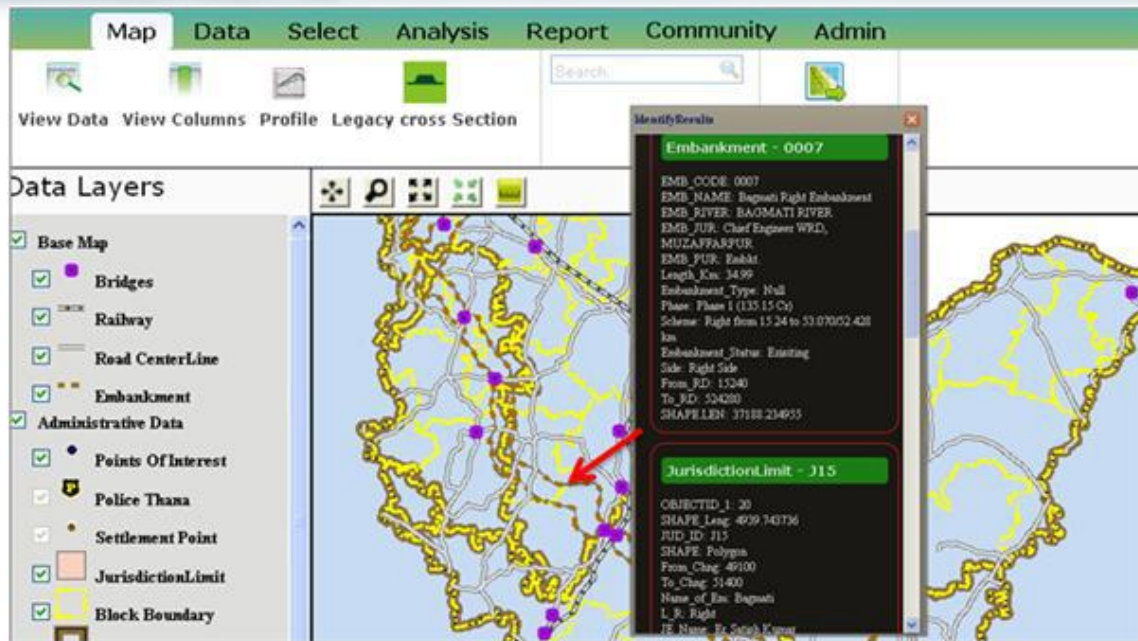 Map Data Select Analysis Report Community Admin
Search
View Data View Columns Profile Legacy cross Section
Data Layers
Base Map
Bridges
Railway
Road CenterLine
Embankment
Administrative Data
Points Of Interest
Police Thana
Settlement Point
JurisdictionLimit
Block Boundary
IdentifyResults
Embankment - 0007
EMB_CODE: 0007
EMB_NAME: Bagmati Right Embankment
EMB_RIVER: BAGMATI RIVER
EMB_JUR: Chief Engineer WRD,
MUZAFFARPUR
EMB_PUR: Embkt.
Length_Km: 34.99
Embankment_Type: Null
Phase: Phase 1 (135.15 Cr)
Scheme: Right from 15.24 to 53.070/52.428
km
Embankment_Status: Existing
Side: Right Side
From_RD: 15240
To_RD: 524280
SHAPE.LEN: 37188.234955
JurisdictionLimit - J15
OBJECTID_1: 20
SHAPE_Leng: 4939.743736
JUD_ID: J15
SHAPE: Polygon
From_Chng: 49100
To_Chng: 51400
Name_of_Em: Bagmati
L_R: Right
JE_Name: Er. Satish Kumar